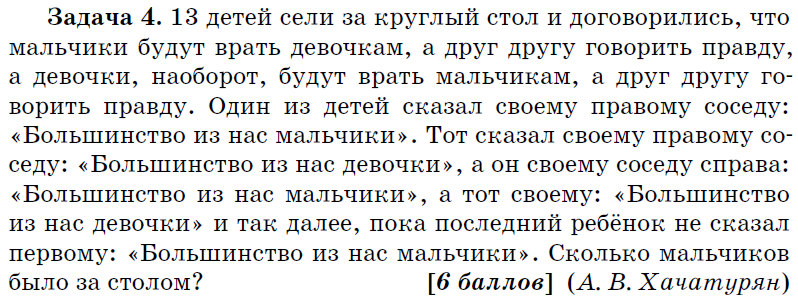 Задача 4. 13 детей сели за круглый стол и договорились, что
мальчики будут врать девочкам, а друг другу говорить правду,
а девочки, наоборот, будут врать мальчикам, а друг другу го-
ворить правду. Один из детей сказал своему правому соседу:
«Большинство из нас мальчики». Тот сказал своему правому со-
седу: «Большинство из нас девочки», а он своему соседу справа:
«Большинство из нас мальчики», а тот своему: «Большинство
из нас девочки» и так далее, пока последний ребёнок не сказал
первому: «Большинство из нас мальчики». Сколько мальчиков
было за столом? [6 баллов] (А. В. Хачатурян)